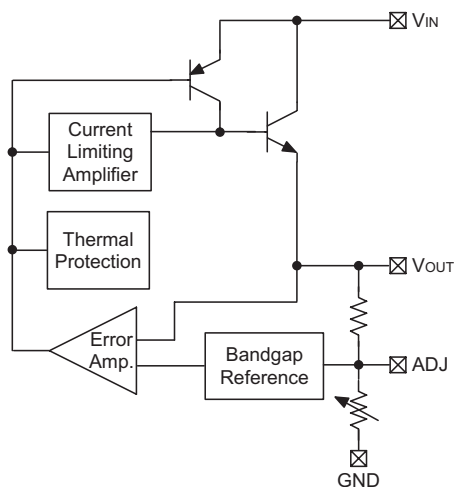 VIN
Current
Limiting
Amplifier
Thermal
Protection
VOUT
Error
Amp.
Bandgap
Reference
ADJ
GND